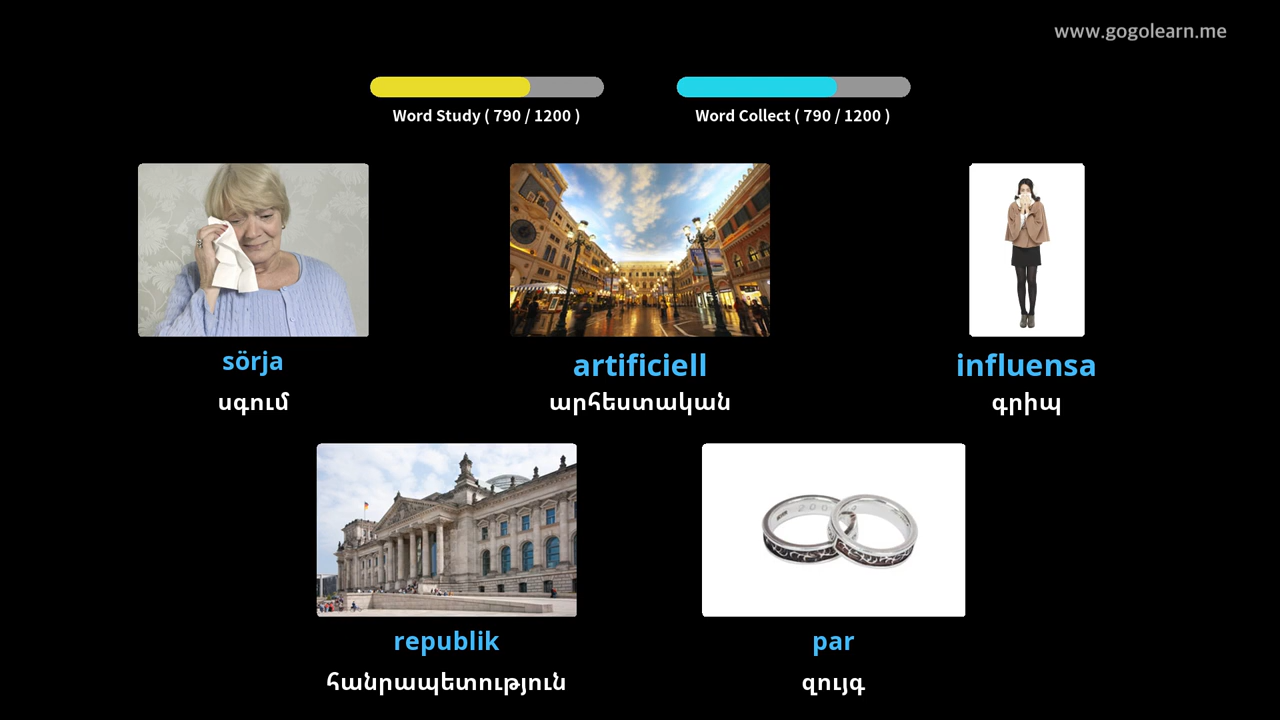 www.gogolearn.me
Word Study ( 790 / 1200 )
Word Collect ( 790 / 1200 )
sörja
սգում
artificiell
արհեստական
influensa
գրիպ
republik
հանրապետություն
par
զույգ